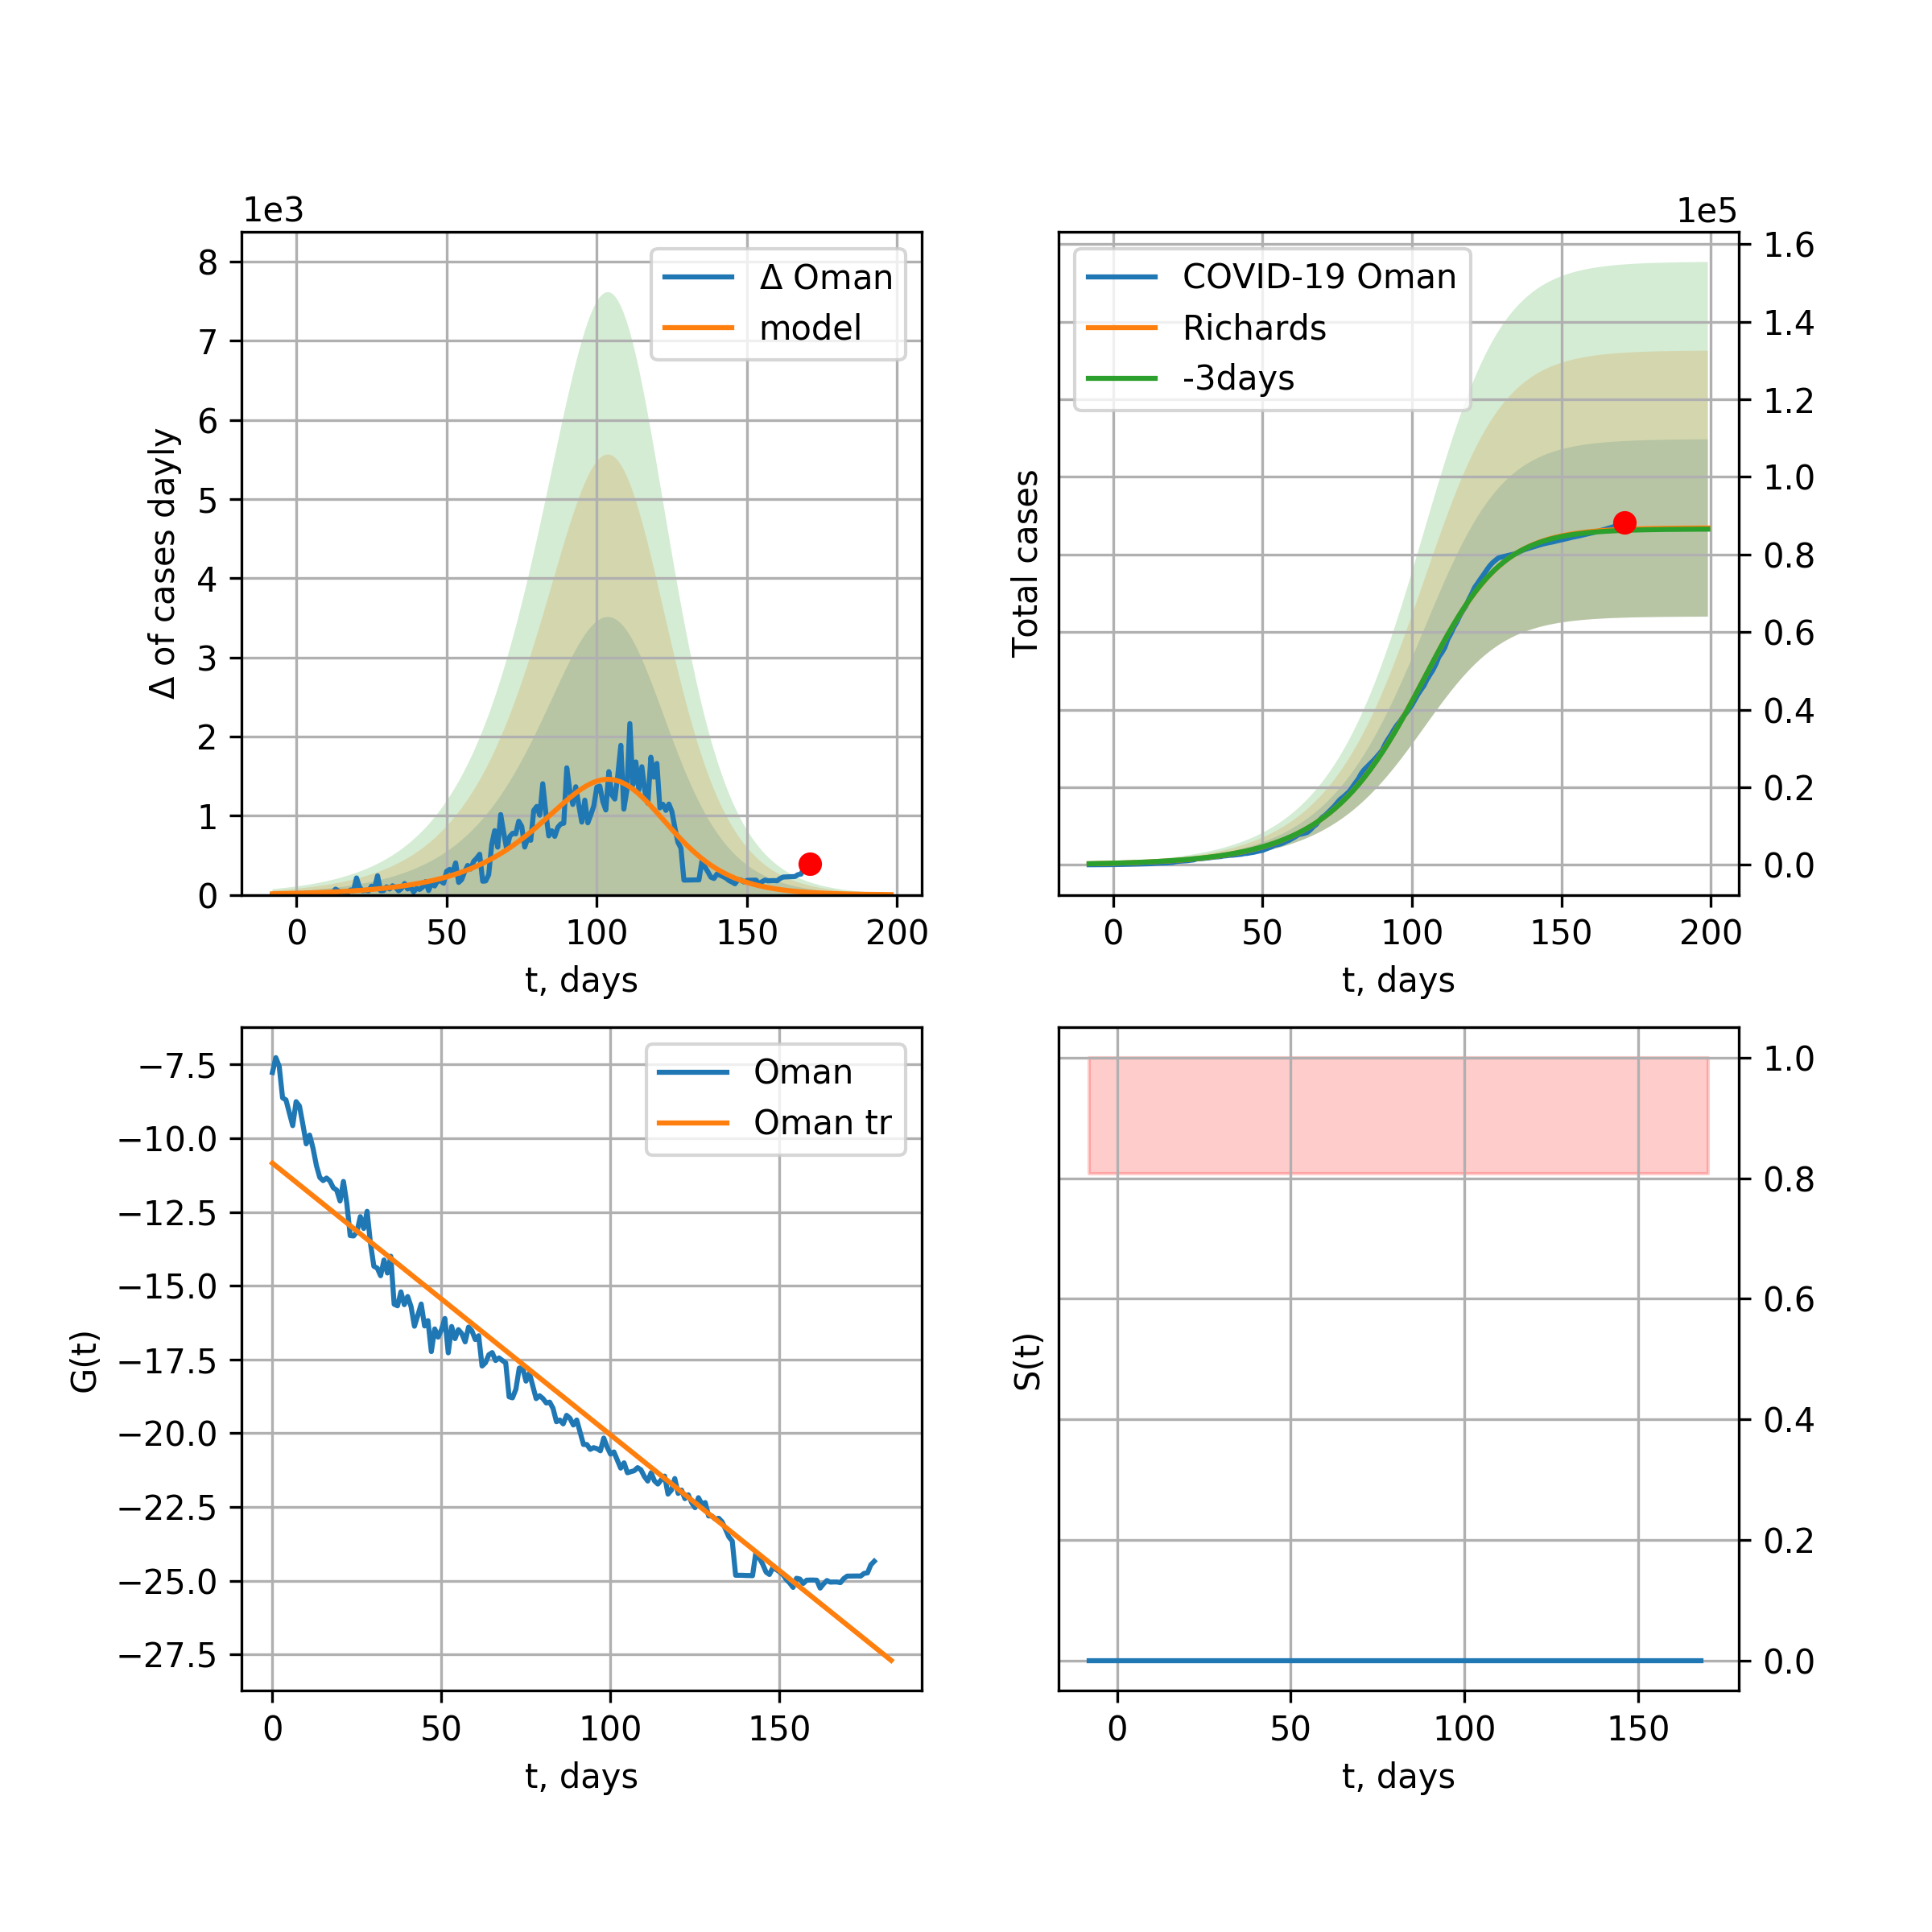 1e3
8
7
6
5
4
3
2
1
0
Δ of cases dayly
Δ Oman
model
0 50 100 150 200
t, days
1e5
COVID-19 Oman
Richards
-3days
Total cases
1.6
1.4
1.2
1.0
0.8
0.6
0.4
0.2
0.0
0 50 100 150 200
t, days
−7.5
−10.0
−12.5
−15.0
−17.5
−20.0
−22.5
−25.0
−27.5
G(t)
Oman
Oman tr
0 50 100 150
t, days
S(t)
1.0
0.8
0.6
0.4
0.2
0.0
0 50 100 150
t, days